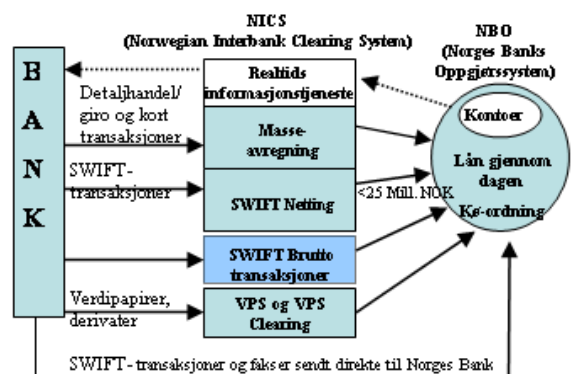 NICS
(Norwegian Interbank Clearing System)
NBO
(Norges Banks
Oppgjørssystem)
B
A
N
K
Realtids
informasjonstjeneste
Detaljhandel/
giro og kort
transaksjoner
Masse-
avregning
SWIFT-
transaksjoner
SWIFT Netting
<25 Mill. NOK
SWIFT Brutto
transaksjoner
Verdipapirer,
derivater
VPS og VPS
Clearing
Kontoer
Lån gjennom
dagen
Kø-ordning
SWIFT- transaksjoner og fakser sendt direkte til Norges Bank